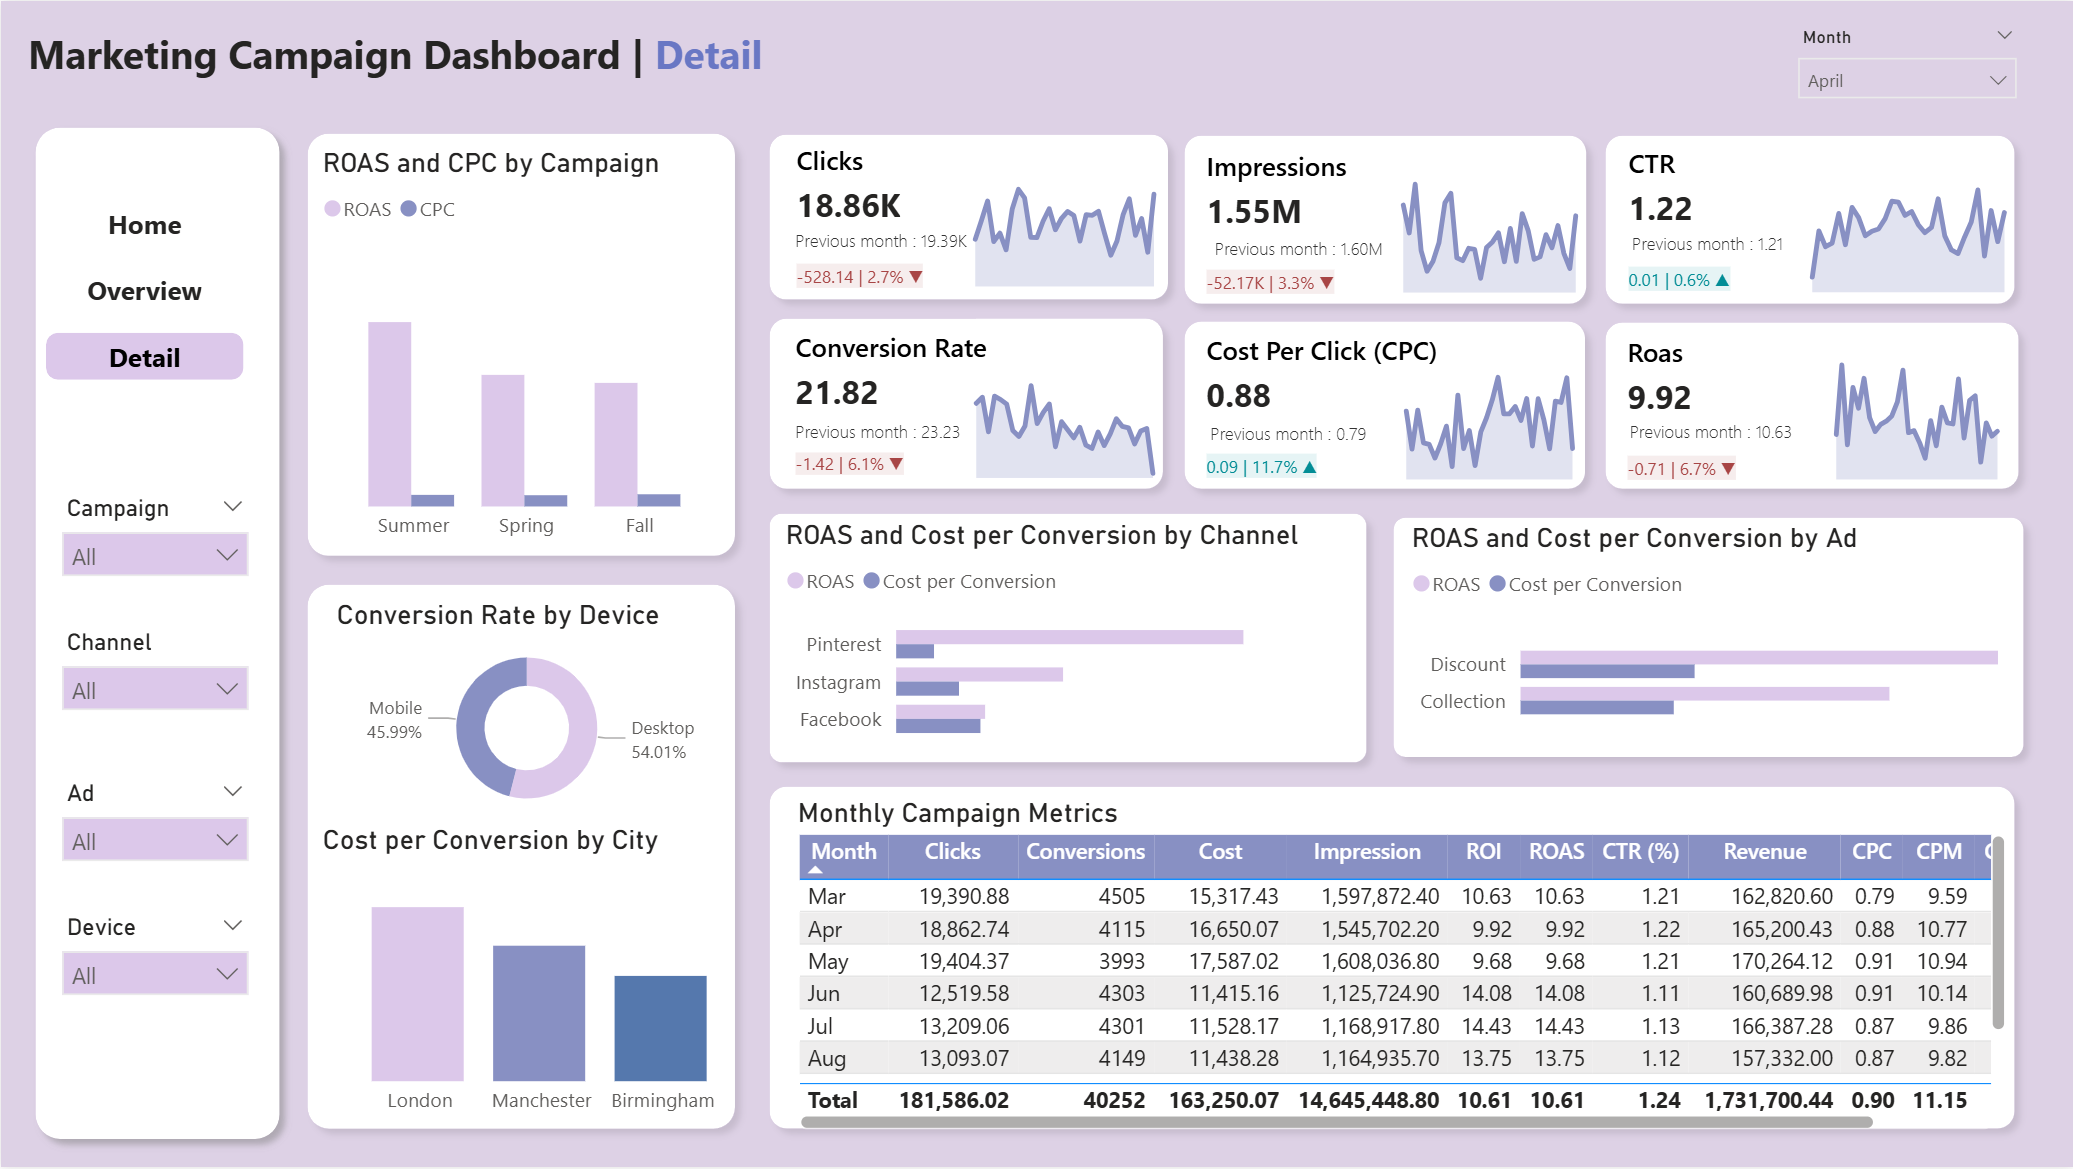 Marketing Campaign Dashboard | Detail
Month
April
Home
Overview
Detail
Campaign
All
Channel
All
Ad
All
Device
All
ROAS and CPC by Campaign
ROAS CPC
Summer Spring Fall
Conversion Rate by Device
Mobile
45.99%
Desktop
54.01%
Cost per Conversion by City
London Manchester Birmingham
Clicks
18.86K
Previous month : 19.39K
-528.14 | 2.7% ▼
Impressions
1.55M
Previous month : 1.60M
-52.17K | 3.3% ▼
CTR
1.22
Previous month : 1.21
0.01 | 0.6% ▲
Conversion Rate
21.82
Previous month : 23.23
-1.42 | 6.1% ▼
Cost Per Click (CPC)
0.88
Previous month : 0.79
0.09 | 11.7% ▲
Roas
9.92
Previous month : 10.63
-0.71 | 6.7% ▼
ROAS and Cost per Conversion by Channel
ROAS Cost per Conversion
Pinterest
Instagram
Facebook
ROAS and Cost per Conversion by Ad
ROAS Cost per Conversion
Discount
Collection
Monthly Campaign Metrics
Month Clicks Conversions Cost Impression ROI ROAS CTR (%) Revenue CPC CPM
Mar 19,390.88 4505 15,317.43 1,597,872.40 10.63 10.63 1.21 162,820.60 0.79 9.59
Apr 18,862.74 4115 16,650.07 1,545,702.20 9.92 9.92 1.22 165,200.43 0.88 10.77
May 19,404.37 3993 17,587.02 1,608,036.80 9.68 9.68 1.21 170,264.12 0.91 10.94
Jun 12,519.58 4303 11,415.16 1,125,724.90 14.08 14.08 1.11 160,689.98 0.91 10.14
Jul 13,209.06 4301 11,528.17 1,168,917.80 14.43 14.43 1.13 166,387.28 0.87 9.86
Aug 13,093.07 4149 11,438.28 1,164,935.70 13.75 13.75 1.12 157,332.00 0.87 9.82
Total 181,586.02 40252 163,250.07 14,645,448.80 10.61 10.61 1.24 1,731,700.44 0.90 11.15